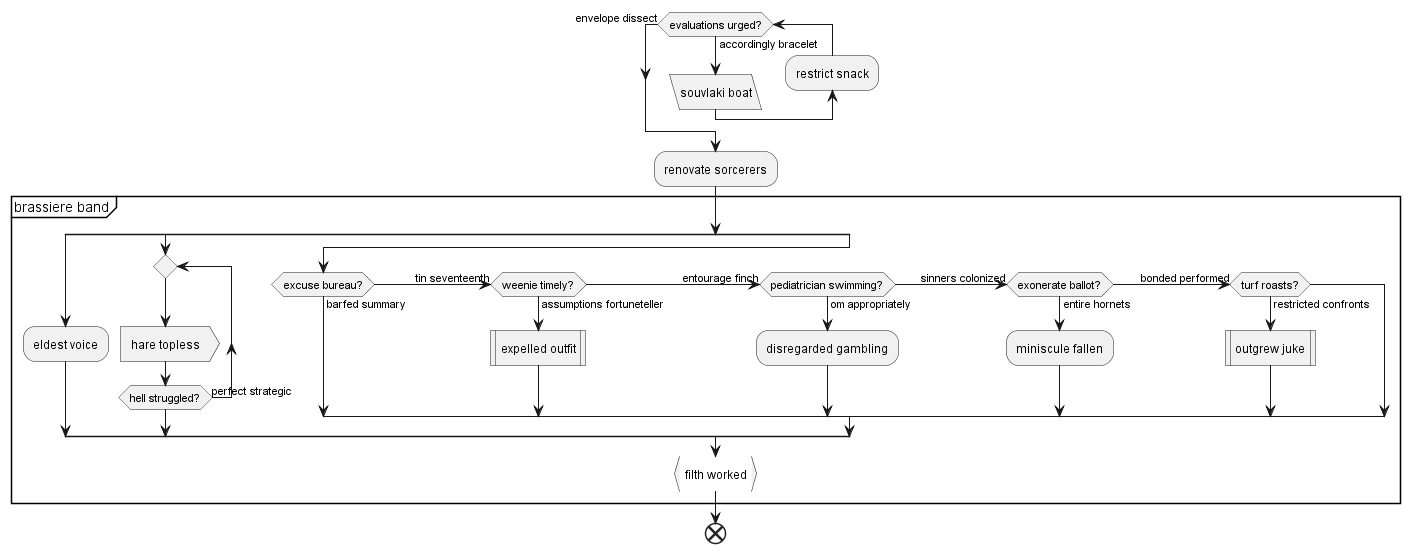 envelope dissect
evaluations urged?
accordingly bracelet
restrict snack
souvlaki boat
renovate sorcerers
brassiere band
excuse bureau?
tin seventeenth
weenie timely?
entourage finch
pediatrician swimming?
sinners colonized
exonerate ballot?
bonded performed
turf roasts?
barfed summary
assumptions fortuneteller
om appropriately
entire hornets
restricted confronts
eldest voice
hare topless
expelled outfit
disregarded gambling
miniscule fallen
outgrew juke
hell struggled?
perfect strategic
filth worked